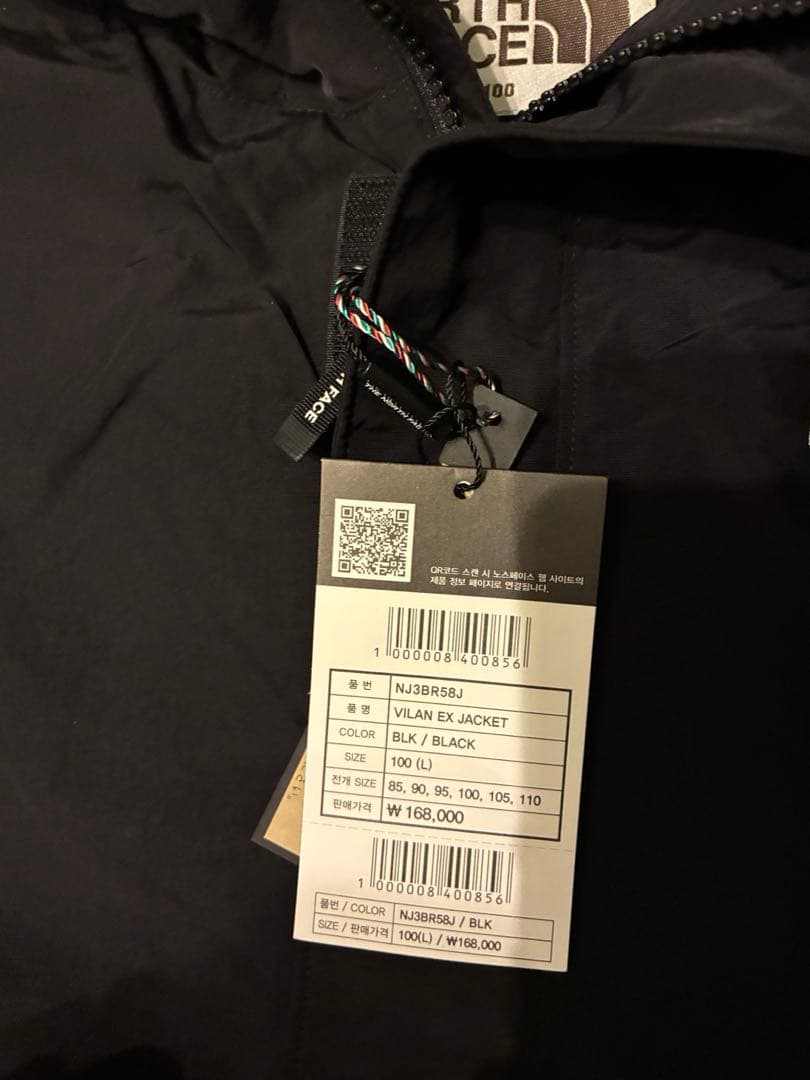 RTH
FACE
100
H FACE
QR코드 스캔 시 노스페이스 웹 사이트의
제품 정보 페이지로 연결됩니다.
1 000008 400856
품 번 NJ3BR58J
품 명 VILAN EX JACKET
COLOR BLK / BLACK
SIZE 100 (L)
전개 SIZE 85, 90, 95, 100, 105, 110
판매가격 ₩ 168,000
1 000008 400856
품번 / COLOR NJ3BR58J / BLK
SIZE / 판매가격 100(L) / ₩168,000